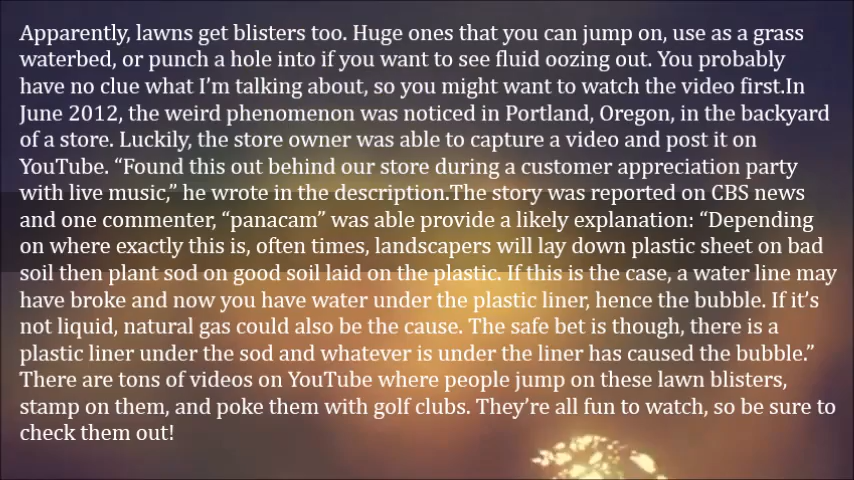 Apparently, lawns get blisters too. Huge ones that you can jump on, use as a grass
waterbed, or punch a hole into if you want to see fluid oozing out. You probably
have no clue what I’m talking about, so you might want to watch the video first.In
June 2012, the weird phenomenon was noticed in Portland, Oregon, in the backyard
of a store. Luckily, the store owner was able to capture a video and post it on
YouTube. “Found this out behind our store during a customer appreciation party
with live music,” he wrote in the description.The story was reported on CBS news
and one commenter, “panacam” was able provide a likely explanation: “Depending
on where exactly this is, often times, landscapers will lay down plastic sheet on bad
soil then plant sod on good soil laid on the plastic. If this is the case, a water line may
have broke and now you have water under the plastic liner, hence the bubble. If it’s
not liquid, natural gas could also be the cause. The safe bet is though, there is a
plastic liner under the sod and whatever is under the liner has caused the bubble.”
There are tons of videos on YouTube where people jump on these lawn blisters,
stamp on them, and poke them with golf clubs. They’re all fun to watch, so be sure to
check them out!